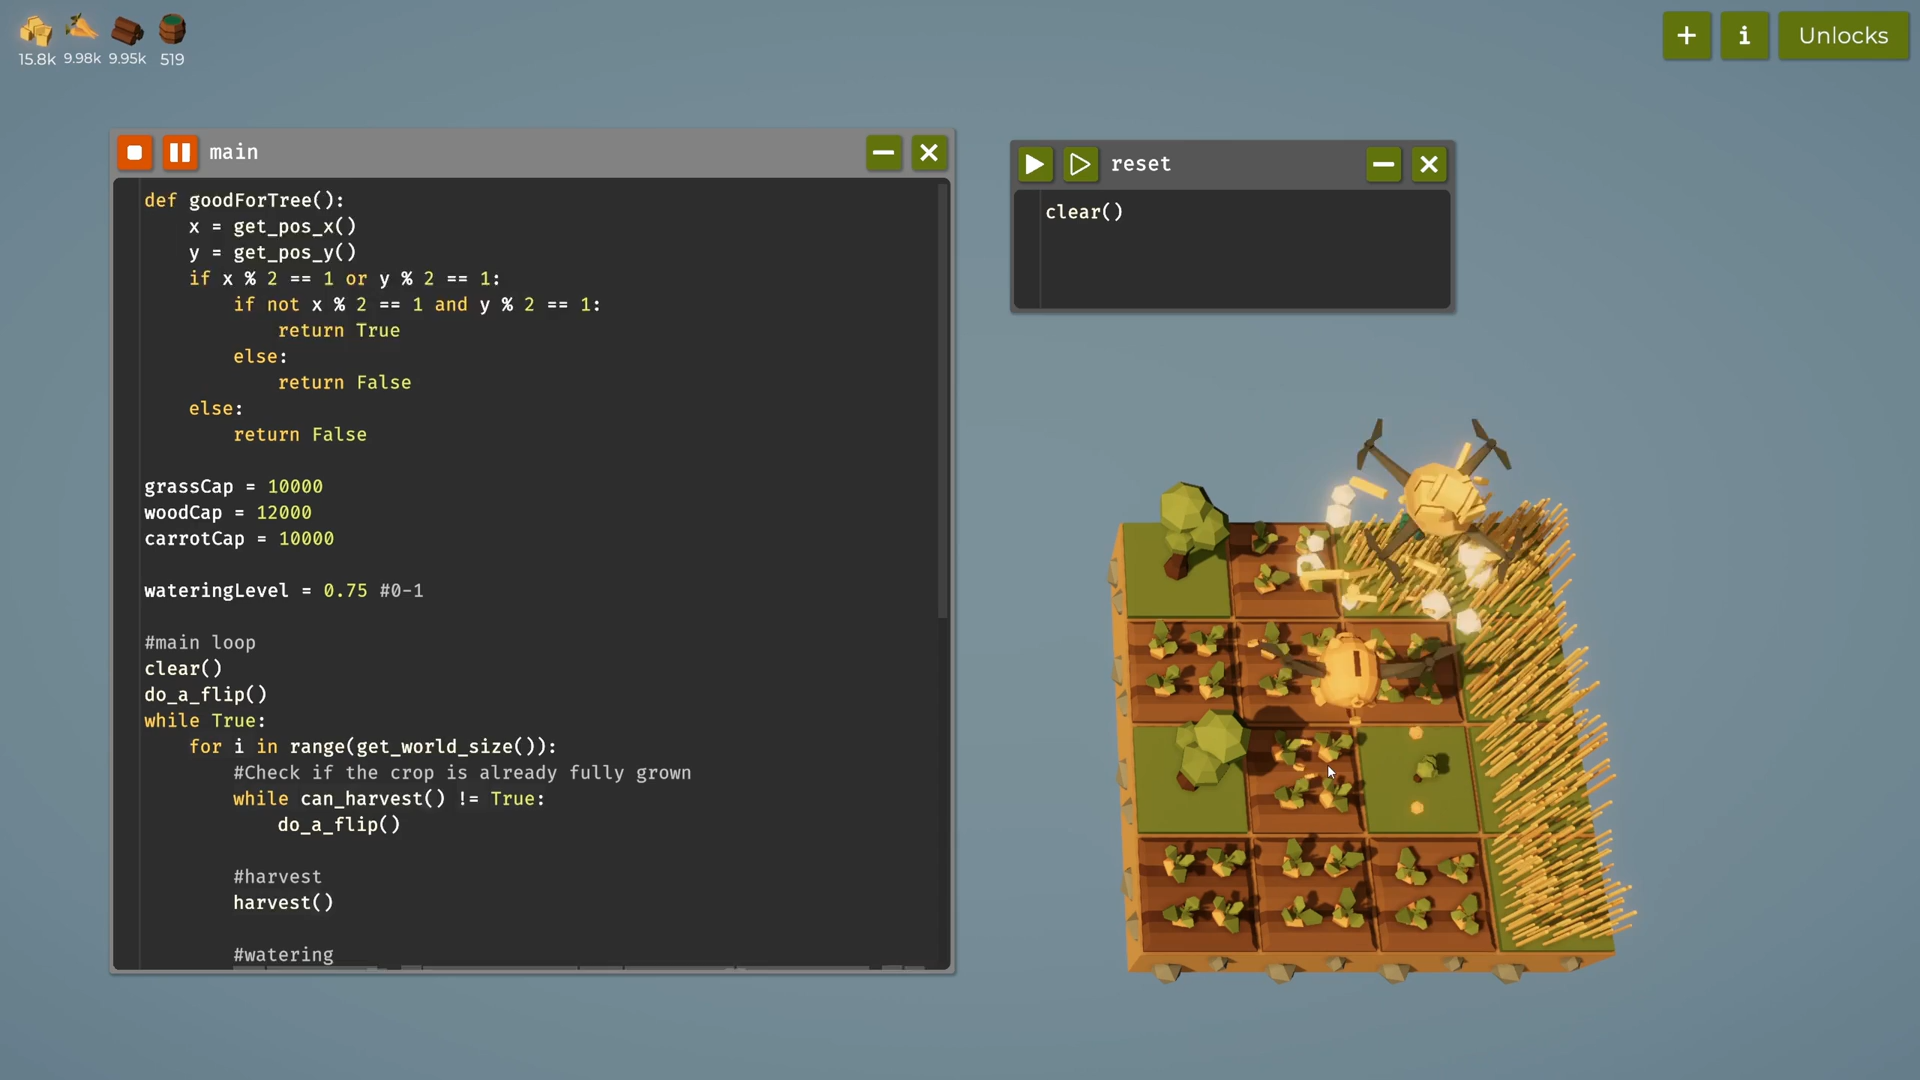 15.8k 9.98k 9.95k 519
+ i Unlocks
main
def goodForTree():
    x = get_pos_x()
    y = get_pos_y()
    if x % 2 == 1 or y % 2 == 1:
        if not x % 2 == 1 and y % 2 == 1:
            return True
        else:
            return False
    else:
        return False
grassCap = 10000
woodCap = 12000
carrotCap = 10000
wateringLevel = 0.75 #0-1
#main loop
clear()
do_a_flip()
while True:
    for i in range(get_world_size()):
        #Check if the crop is already fully grown
        while can_harvest() != True:
            do_a_flip()
        #harvest
        harvest()
        #watering
reset
clear()